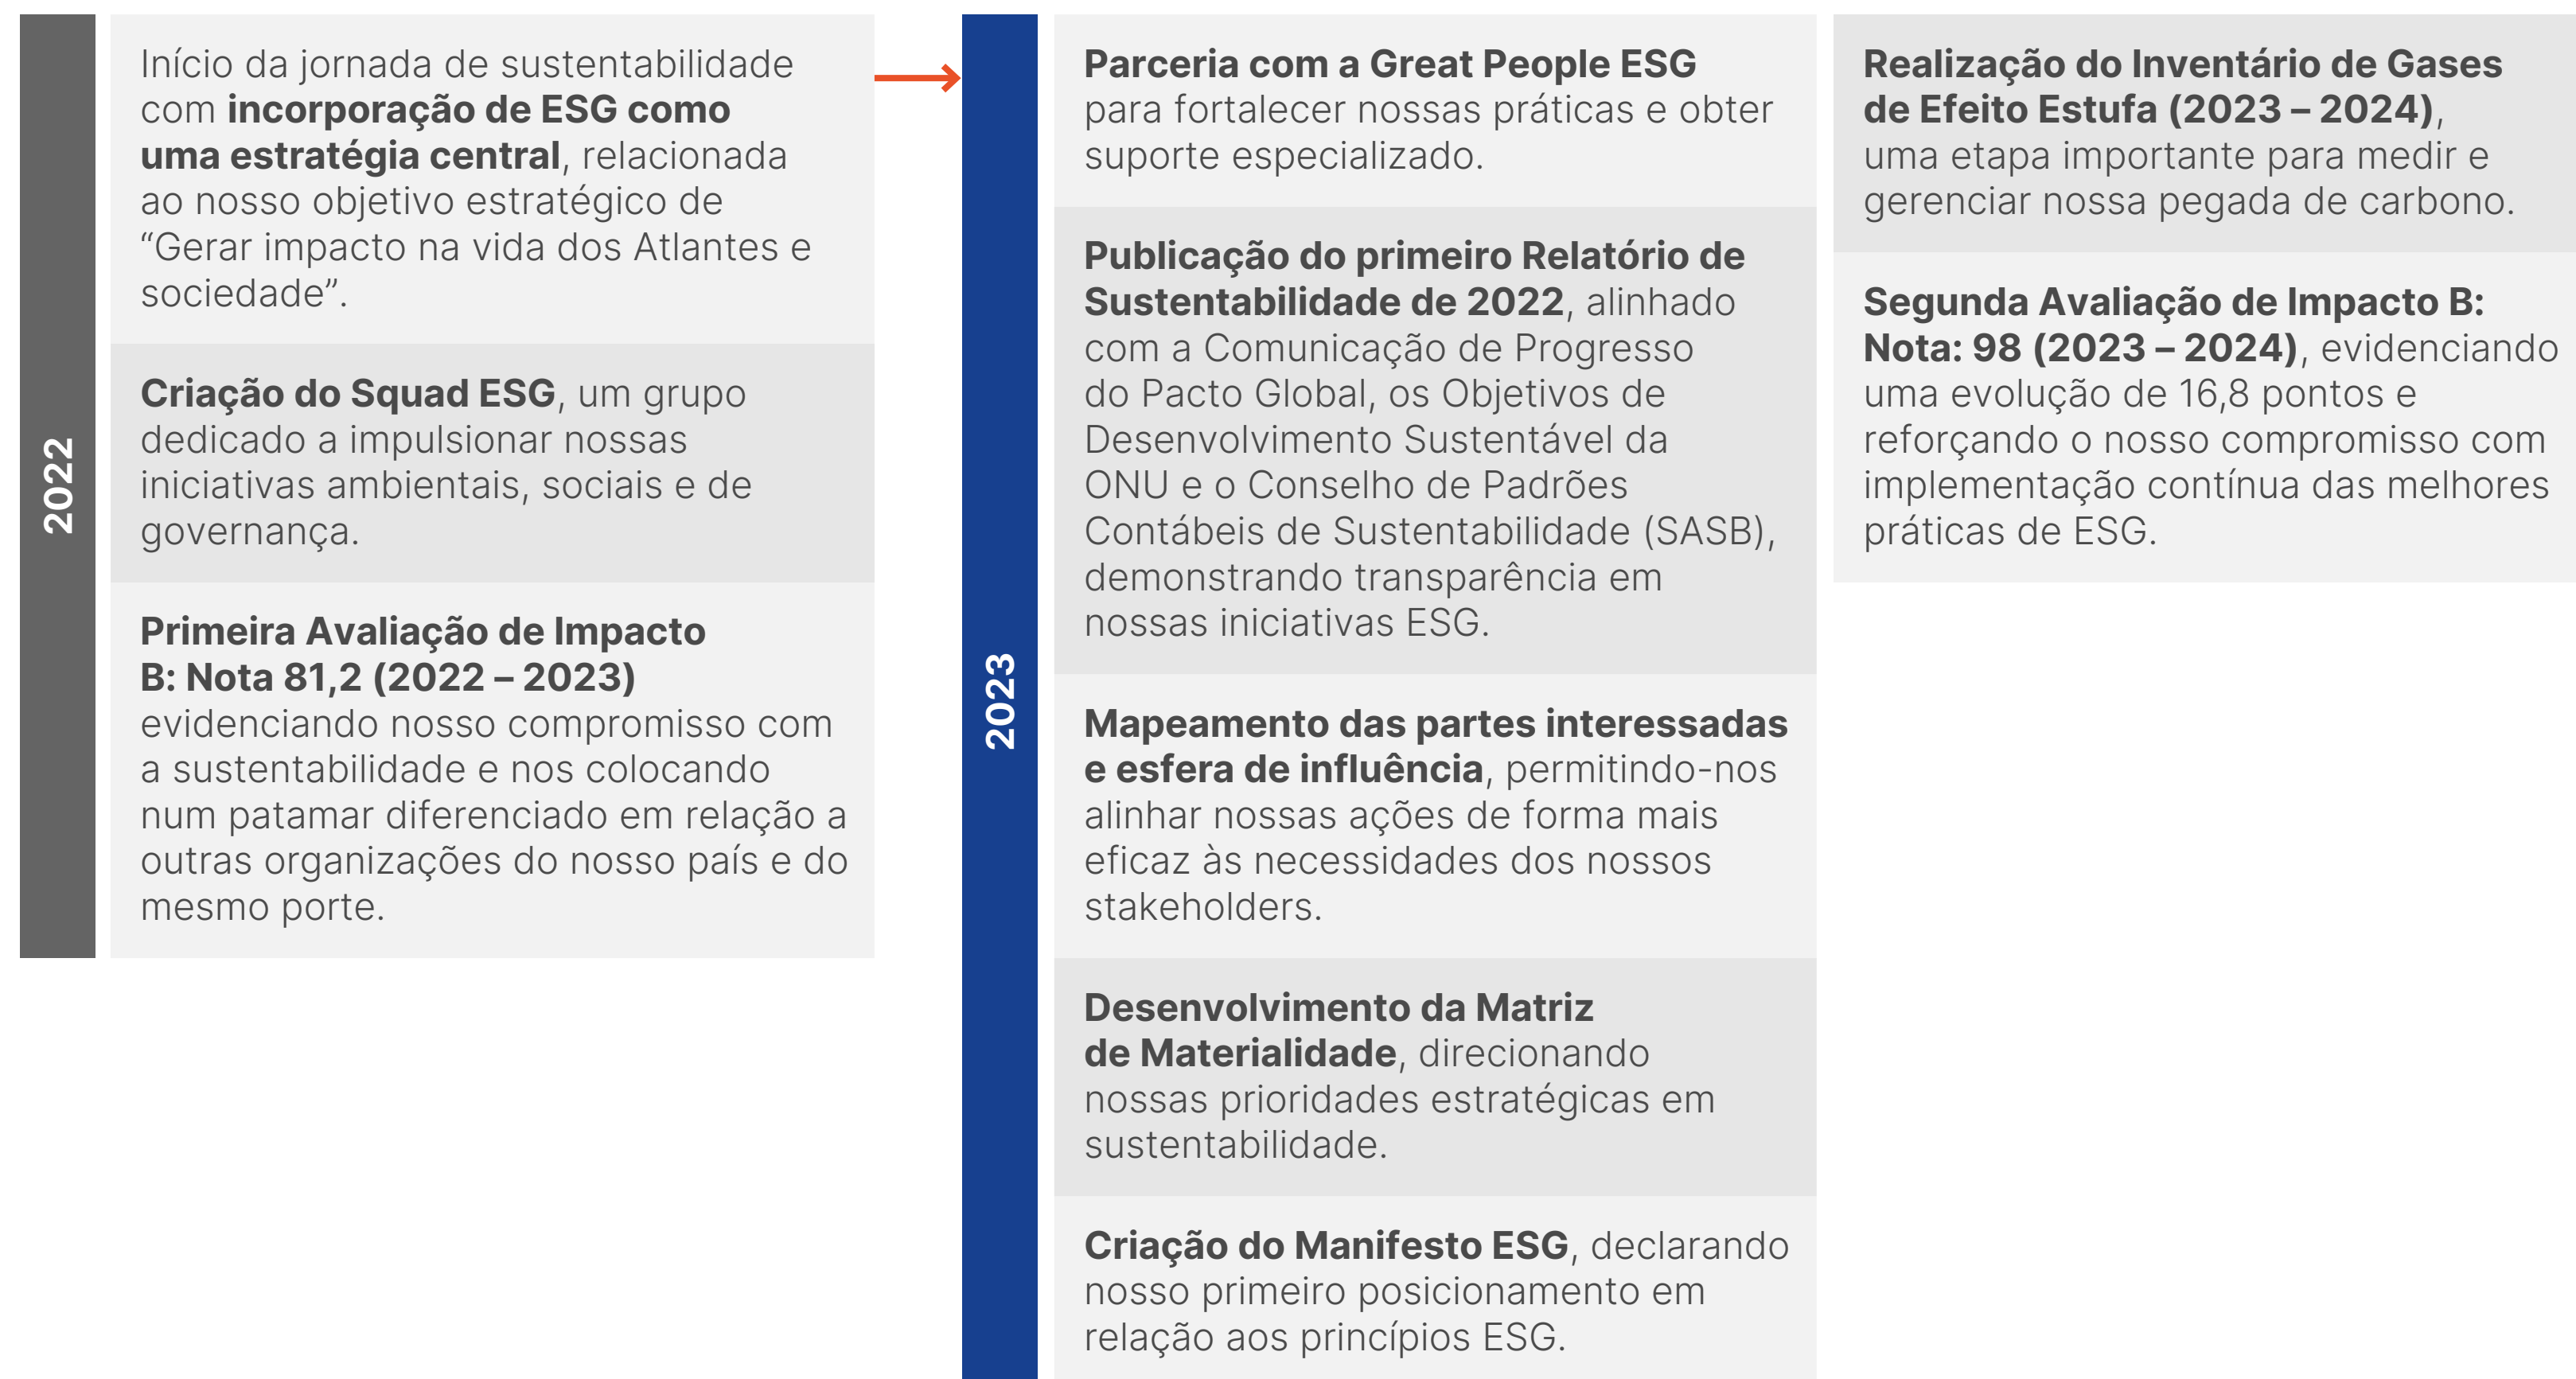 2022
Início da jornada de sustentabilidade
com incorporação de ESG como
uma estratégia central, relacionada
ao nosso objetivo estratégico de
“Gerar impacto na vida dos Atlantes e
sociedade”.
Criação do Squad ESG, um grupo
dedicado a impulsionar nossas
iniciativas ambientais, sociais e de
governança.
Primeira Avaliação de Impacto
B: Nota 81,2 (2022 – 2023)
evidenciando nosso compromisso com
a sustentabilidade e nos colocando
num patamar diferenciado em relação a
outras organizações do nosso país e do
mesmo porte.
2023
Parceria com a Great People ESG
para fortalecer nossas práticas e obter
suporte especializado.
Publicação do primeiro Relatório de
Sustentabilidade de 2022, alinhado
com a Comunicação de Progresso
do Pacto Global, os Objetivos de
Desenvolvimento Sustentável da
ONU e o Conselho de Padrões
Contábeis de Sustentabilidade (SASB),
demonstrando transparência em
nossas iniciativas ESG.
Mapeamento das partes interessadas
e esfera de influência, permitindo-nos
alinhar nossas ações de forma mais
eficaz às necessidades dos nossos
stakeholders.
Desenvolvimento da Matriz
de Materialidade, direcionando
nossas prioridades estratégicas em
sustentabilidade.
Criação do Manifesto ESG, declarando
nosso primeiro posicionamento em
relação aos princípios ESG.
Realização do Inventário de Gases
de Efeito Estufa (2023 – 2024),
uma etapa importante para medir e
gerenciar nossa pegada de carbono.
Segunda Avaliação de Impacto B:
Nota: 98 (2023 – 2024), evidenciando
uma evolução de 16,8 pontos e
reforçando o nosso compromisso com
implementação contínua das melhores
práticas de ESG.